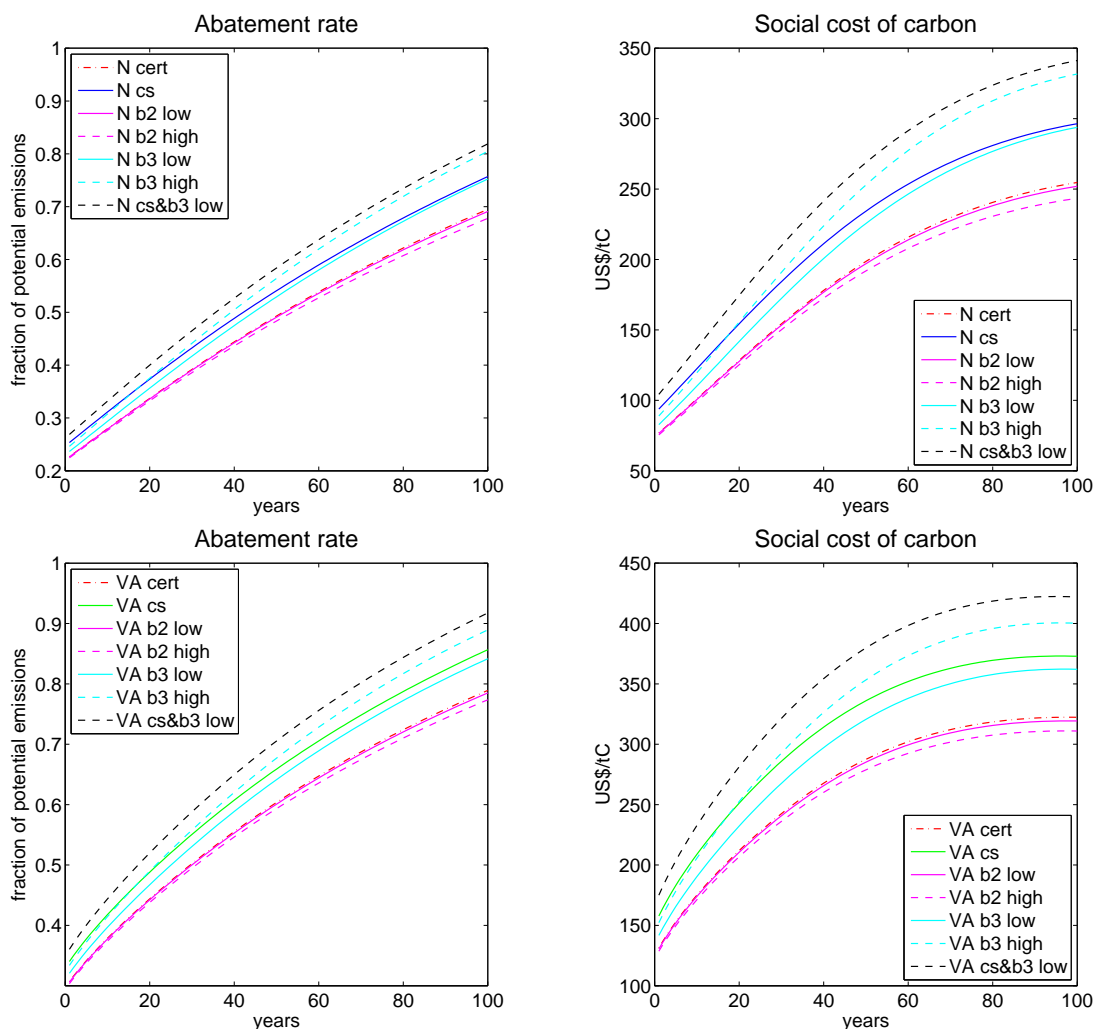 Abatement rate
1
0.9
0.8
0.7
0.6
0.5
0.4
0.3
0.2
fraction of potential emissions
N cert
N cs
N b2 low
N b2 high
N b3 low
N b3 high
N cs&b3 low
0 20 40 60 80 100
years
Social cost of carbon
350
300
250
200
150
100
50
US$/tC
N cert
N cs
N b2 low
N b2 high
N b3 low
N b3 high
N cs&b3 low
0 20 40 60 80 100
years
Abatement rate
1
0.9
0.8
0.7
0.6
0.5
0.4
fraction of potential emissions
VA cert
VA cs
VA b2 low
VA b2 high
VA b3 low
VA b3 high
VA cs&b3 low
0 20 40 60 80 100
years
Social cost of carbon
450
400
350
300
250
200
150
100
US$/tC
VA cert
VA cs
VA b2 low
VA b2 high
VA b3 low
VA b3 high
VA cs&b3 low
0 20 40 60 80 100
years